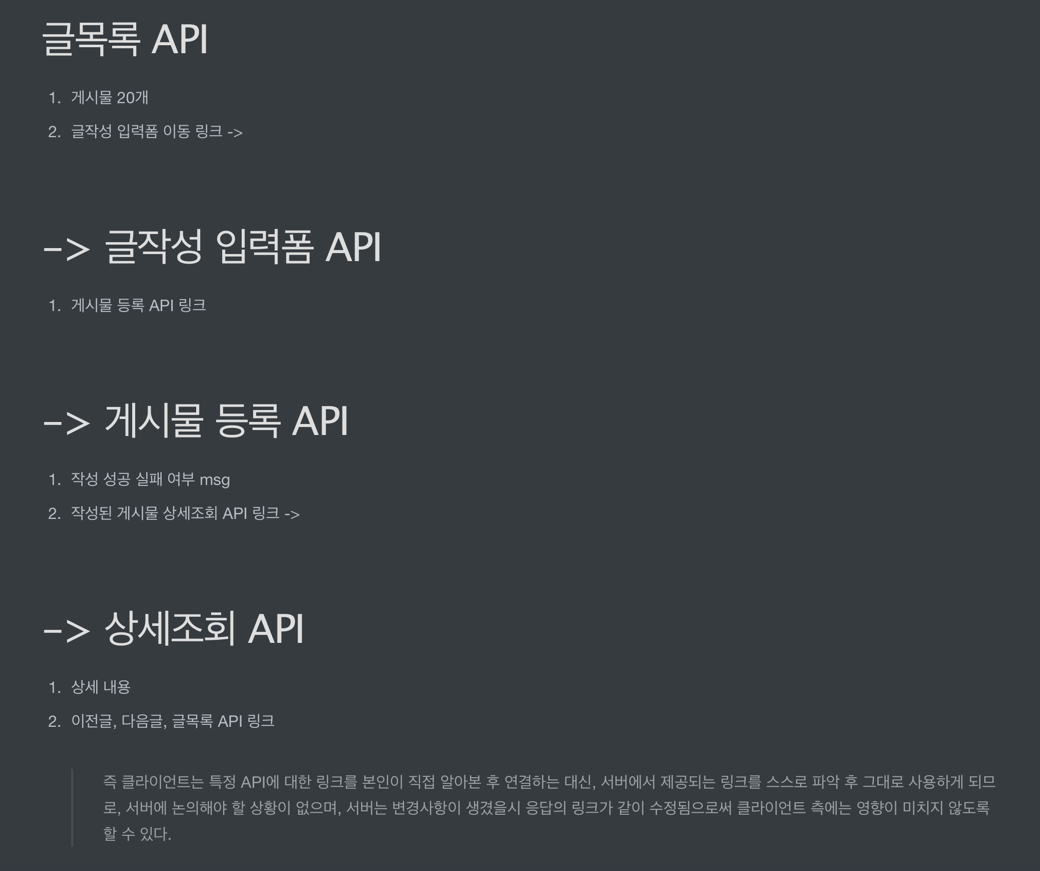 글목록 API
1. 게시물 20개
2. 글작성 입력폼 이동 링크 ->
-> 글작성 입력폼 API
1. 게시물 등록 API 링크
-> 게시물 등록 API
1. 작성 성공 실패 여부 msg
2. 작성된 게시물 상세조회 API 링크 ->
-> 상세조회 API
1. 상세 내용
2. 이전글, 다음글, 글목록 API 링크
즉 클라이언트는 특정 API에 대한 링크를 본인이 직접 알아본 후 연결하는 대신, 서버에서 제공되는 링크를 스스로 파악 후 그대로 사용하게 되므
로, 서버에 논의해야 할 상황이 없으며, 서버는 변경사항이 생겼을시 응답의 링크가 같이 수정됨으로써 클라이언트 측에는 영향이 미치지 않도록
할 수 있다.